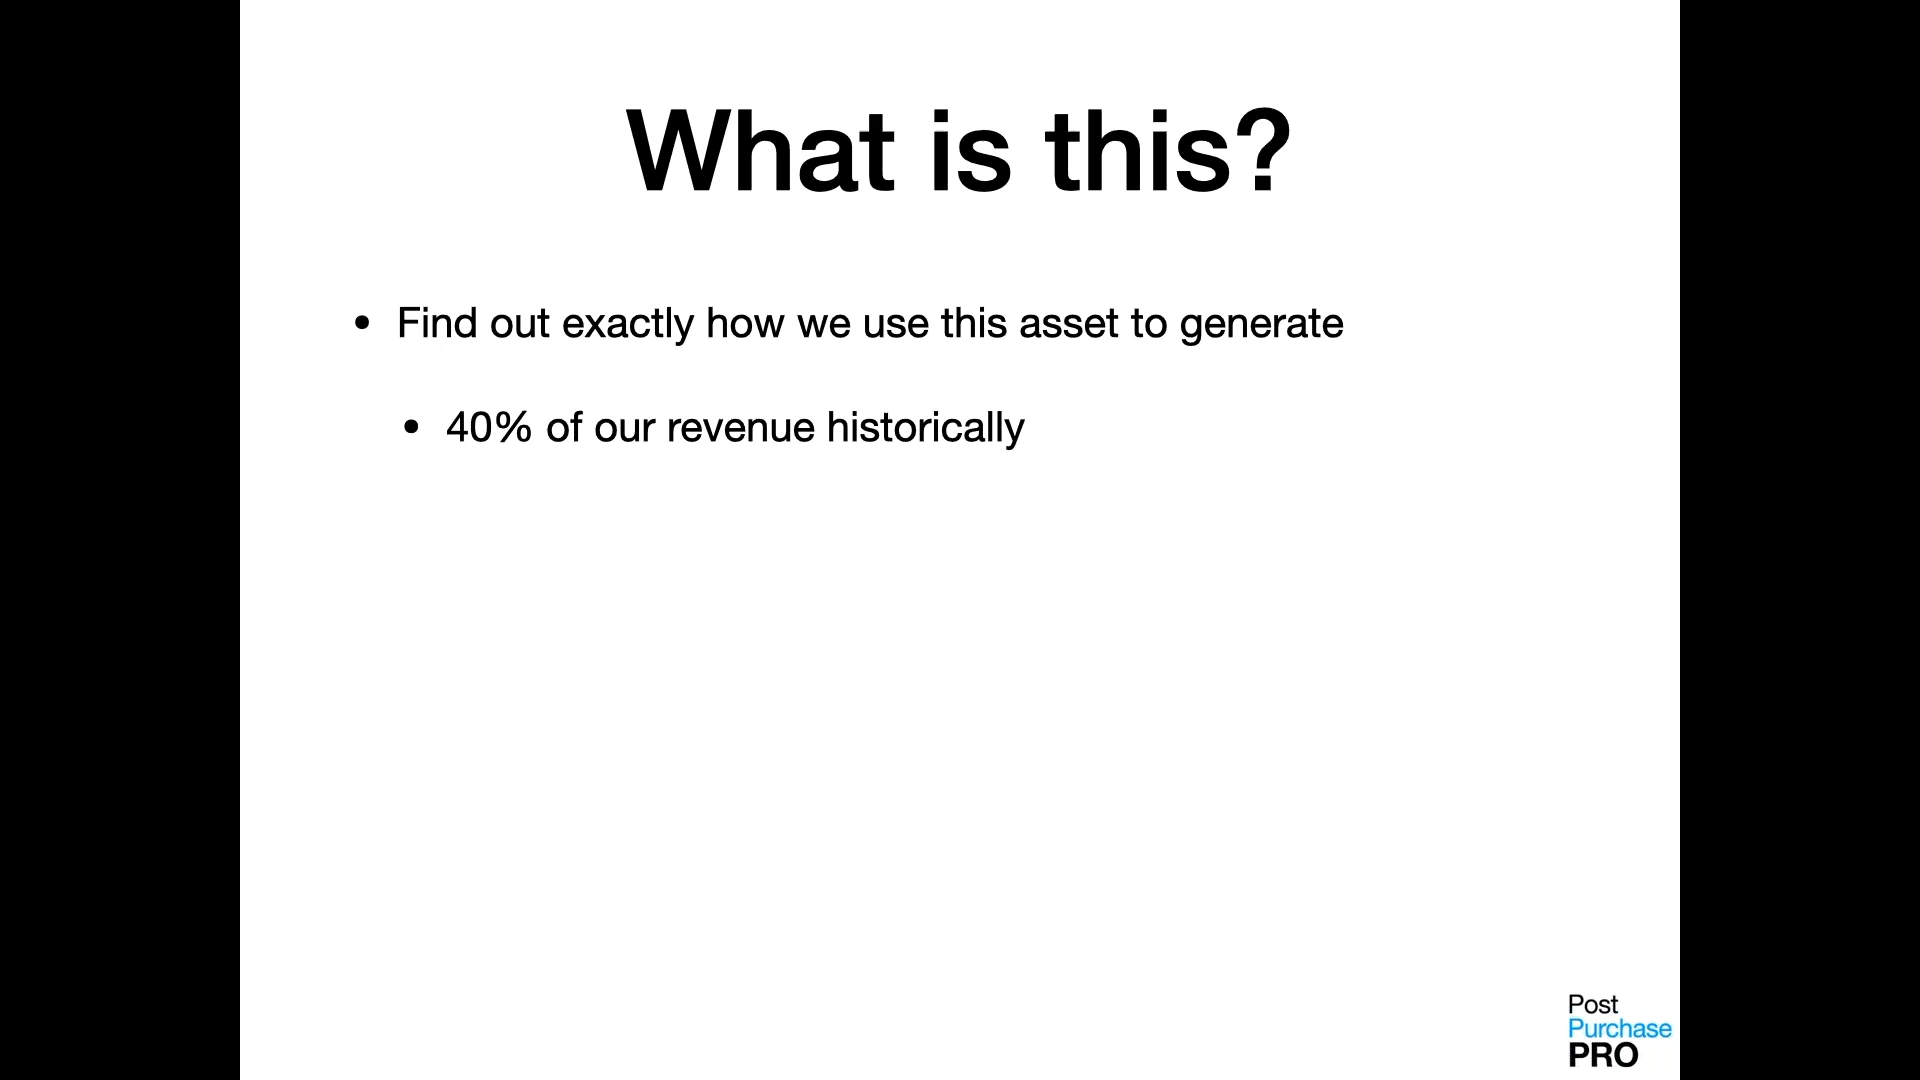 What is this?
• Find out exactly how we use this asset to generate
• 40% of our revenue historically
Post
Purchase
PRO